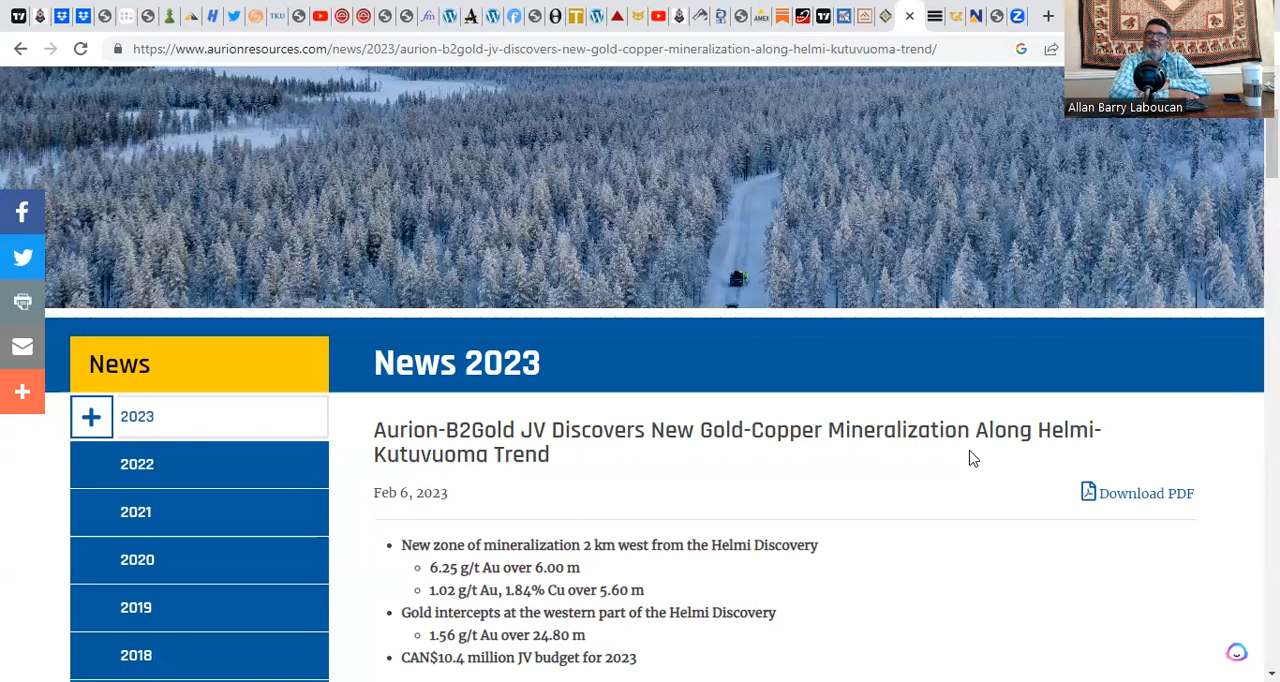 TKU
AMEX
https://www.aurionresources.com/news/2023/aurion-b2gold-jv-discovers-new-gold-copper-mineralization-along-helmi-kutuvuoma-trend/
Allan Barry Laboucan
News
News 2023
2023
2022
2021
2020
2019
2018
Aurion-B2Gold JV Discovers New Gold-Copper Mineralization Along Helmi-
Kutuvuoma Trend
Feb 6, 2023
Download PDF
• New zone of mineralization 2 km west from the Helmi Discovery
◦ 6.25 g/t Au over 6.00 m
◦ 1.02 g/t Au, 1.84% Cu over 5.60 m
• Gold intercepts at the western part of the Helmi Discovery
◦ 1.56 g/t Au over 24.80 m
• CAN$10.4 million JV budget for 2023